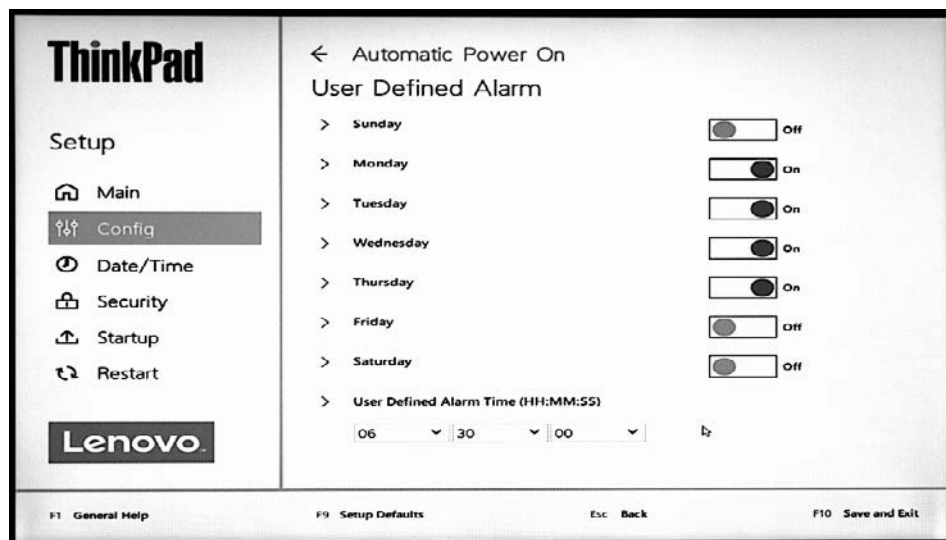 ThinkPad
Setup
Main
Config
Date/Time
Security
Startup
Restart
Lenovo.
← Automatic Power On
User Defined Alarm
> Sunday Off
> Monday On
> Tuesday On
> Wednesday On
> Thursday On
> Friday Off
> Saturday Off
> User Defined Alarm Time (HH:MM:SS)
06 30 00
F1 General Help F9 Setup Defaults Esc Back F10 Save and Exit